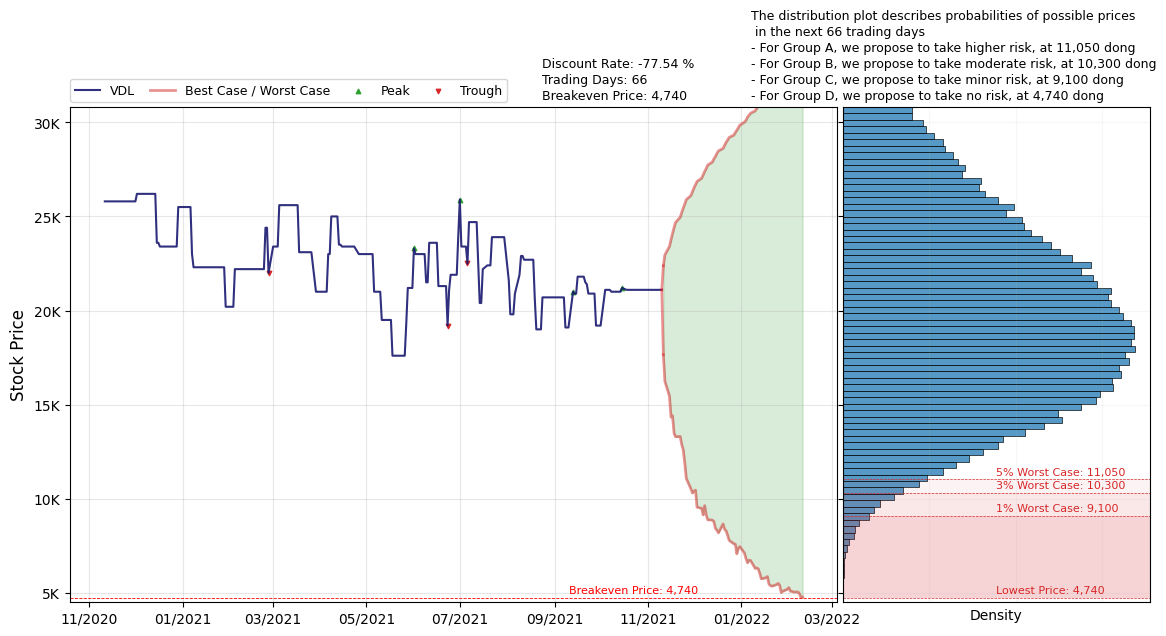 The distribution plot describes probabilities of possible prices
in the next 66 trading days
- For Group A, we propose to take higher risk, at 11,050 dong
- For Group B, we propose to take moderate risk, at 10,300 dong
- For Group C, we propose to take minor risk, at 9,100 dong
- For Group D, we propose to take no risk, at 4,740 dong
Discount Rate: -77.54 %
Trading Days: 66
Breakeven Price: 4,740
VDL
Best Case / Worst Case
Peak
Trough
30K
25K
20K
15K
10K
5K
Stock Price
5% Worst Case: 11,050
3% Worst Case: 10,300
1% Worst Case: 9,100
Breakeven Price: 4,740
Lowest Price: 4,740
11/2020
01/2021
03/2021
05/2021
07/2021
09/2021
11/2021
01/2022
03/2022
Density